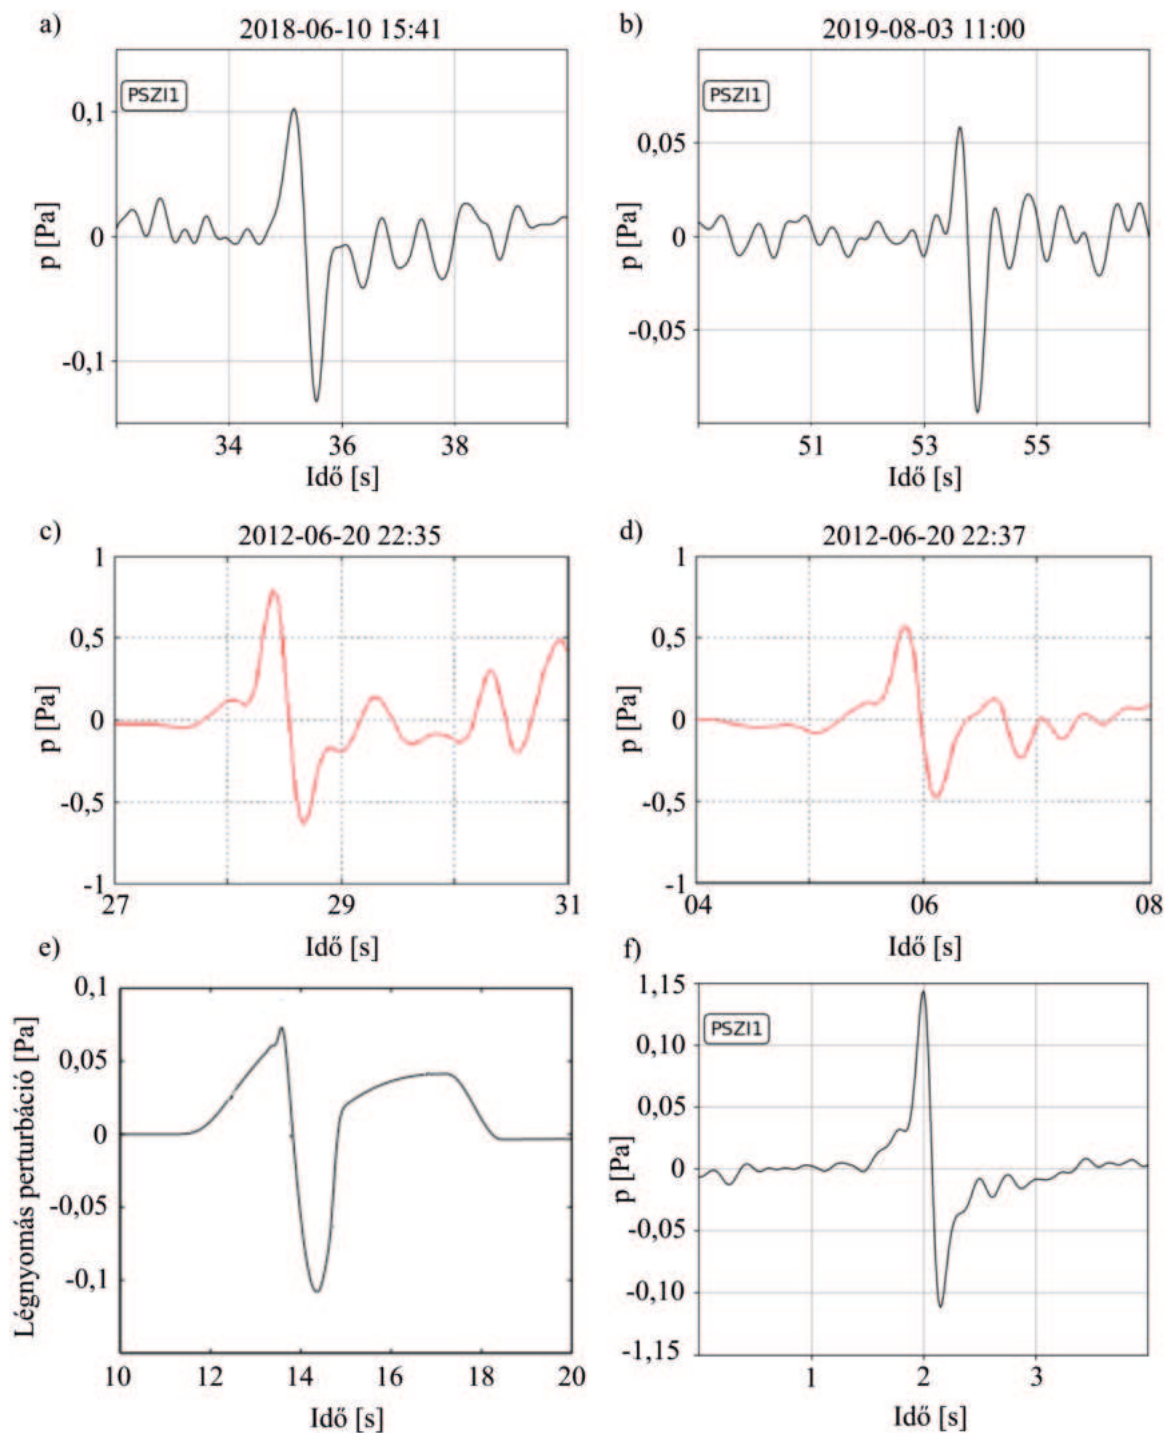 a)
2018-06-10 15:41
PSZI1
0,1
0
-0,1
p [Pa]
34 36 38
Idő [s]
b)
2019-08-03 11:00
PSZI1
0,05
0
-0,05
p [Pa]
51 53 55
Idő [s]
c)
2012-06-20 22:35
1
0,5
0
-0,5
-1
p [Pa]
27 29 31
Idő [s]
d)
2012-06-20 22:37
1
0,5
0
-0,5
-1
p [Pa]
04 06 08
Idő [s]
e)
0,1
0,05
0
-0,05
-0,1
Légnyomás perturbáció [Pa]
10 12 14 16 18 20
Idő [s]
f)
PSZI1
1,15
0,10
0,05
0
-0,05
-0,10
-1,15
p [Pa]
1 2 3
Idő [s]